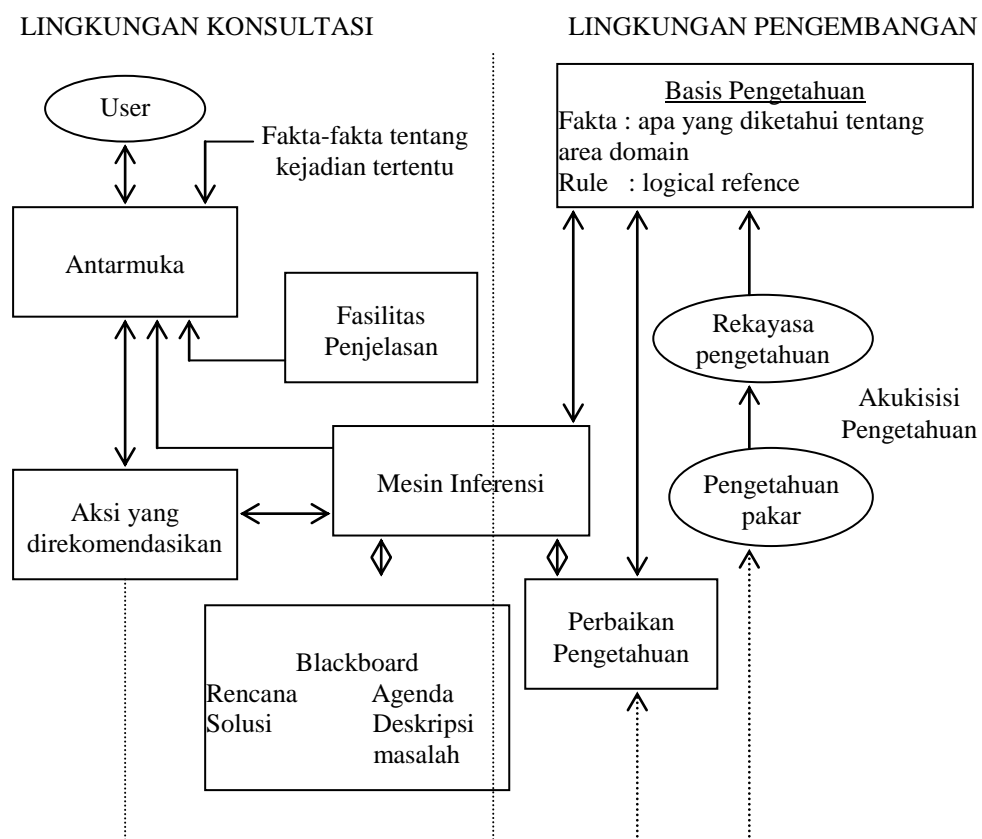 LINGKUNGAN KONSULTASI
LINGKUNGAN PENGEMBANGAN
User
Fakta-fakta tentang
kejadian tertentu
Basis Pengetahuan
Fakta : apa yang diketahui tentang
area domain
Rule : logical refence
Antarmuka
Fasilitas
Penjelasan
Rekayasa
pengetahuan
Akukisisi
Pengetahuan
Mesin Inferensi
Pengetahuan
pakar
Aksi yang
direkomendasikan
Perbaikan
Pengetahuan
Blackboard
Rencana Agenda
Solusi Deskripsi
masalah